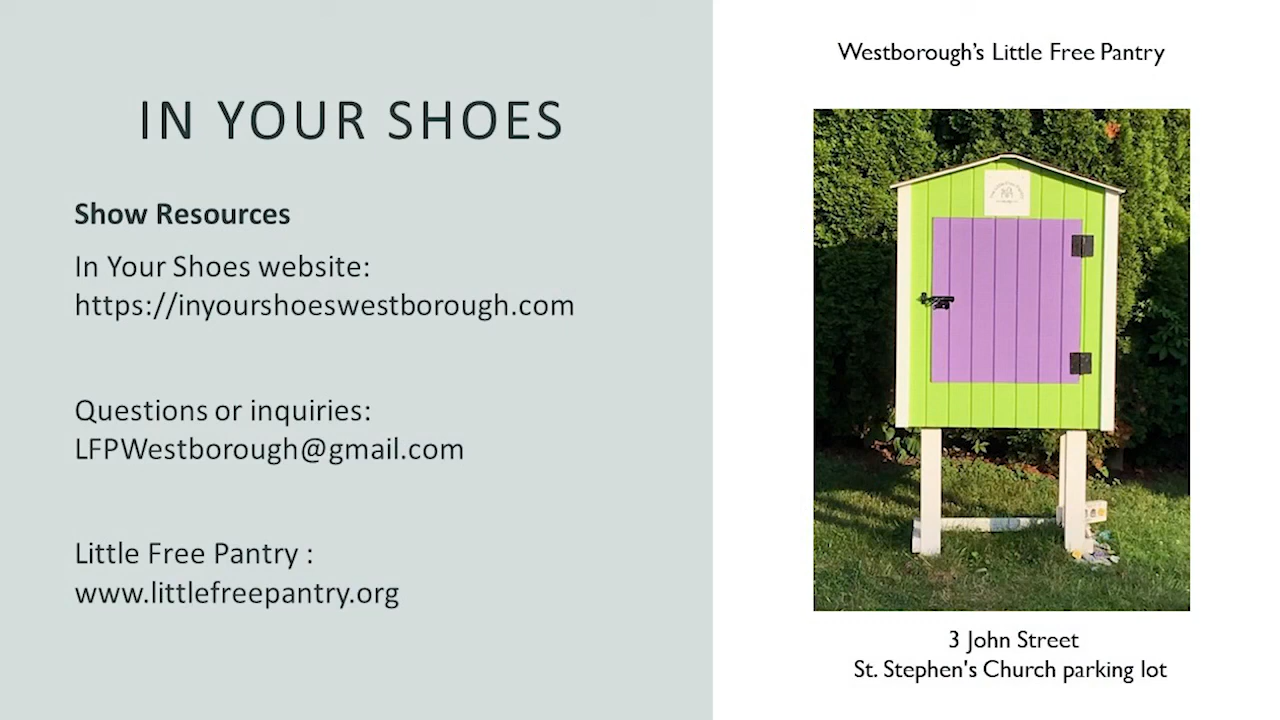 IN YOUR SHOES
Show Resources
In Your Shoes website:
https://inyourshoeswestborough.com
Questions or inquiries:
LFPWestborough@gmail.com
Little Free Pantry :
www.littlefreepantry.org
Westborough's Little Free Pantry
3 John Street
St. Stephen's Church parking lot